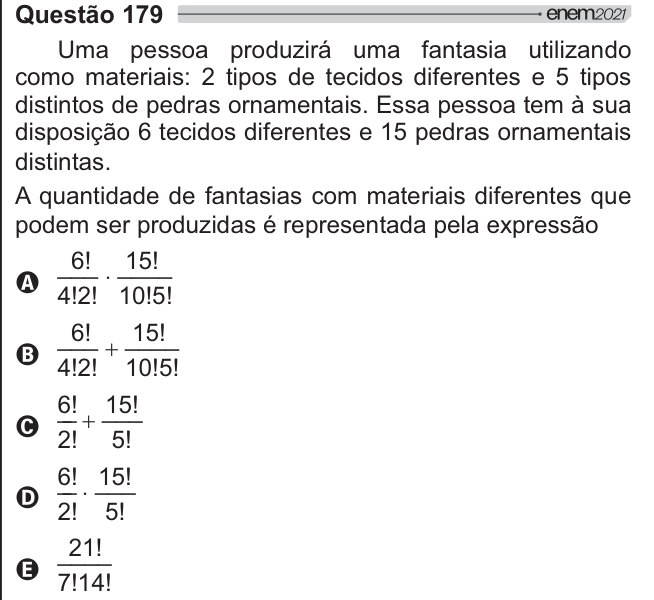 Questão 179 enem2021
Uma pessoa produzirá uma fantasia utilizando
como materiais: 2 tipos de tecidos diferentes e 5 tipos
distintos de pedras ornamentais. Essa pessoa tem à sua
disposição 6 tecidos diferentes e 15 pedras ornamentais
distintas.
A quantidade de fantasias com materiais diferentes que
podem ser produzidas é representada pela expressão
A 6!/4!2! · 15!/10!5!
B 6!/4!2! + 15!/10!5!
C 6!/2! + 15!/5!
D 6!/2! · 15!/5!
E 21!/7!14!